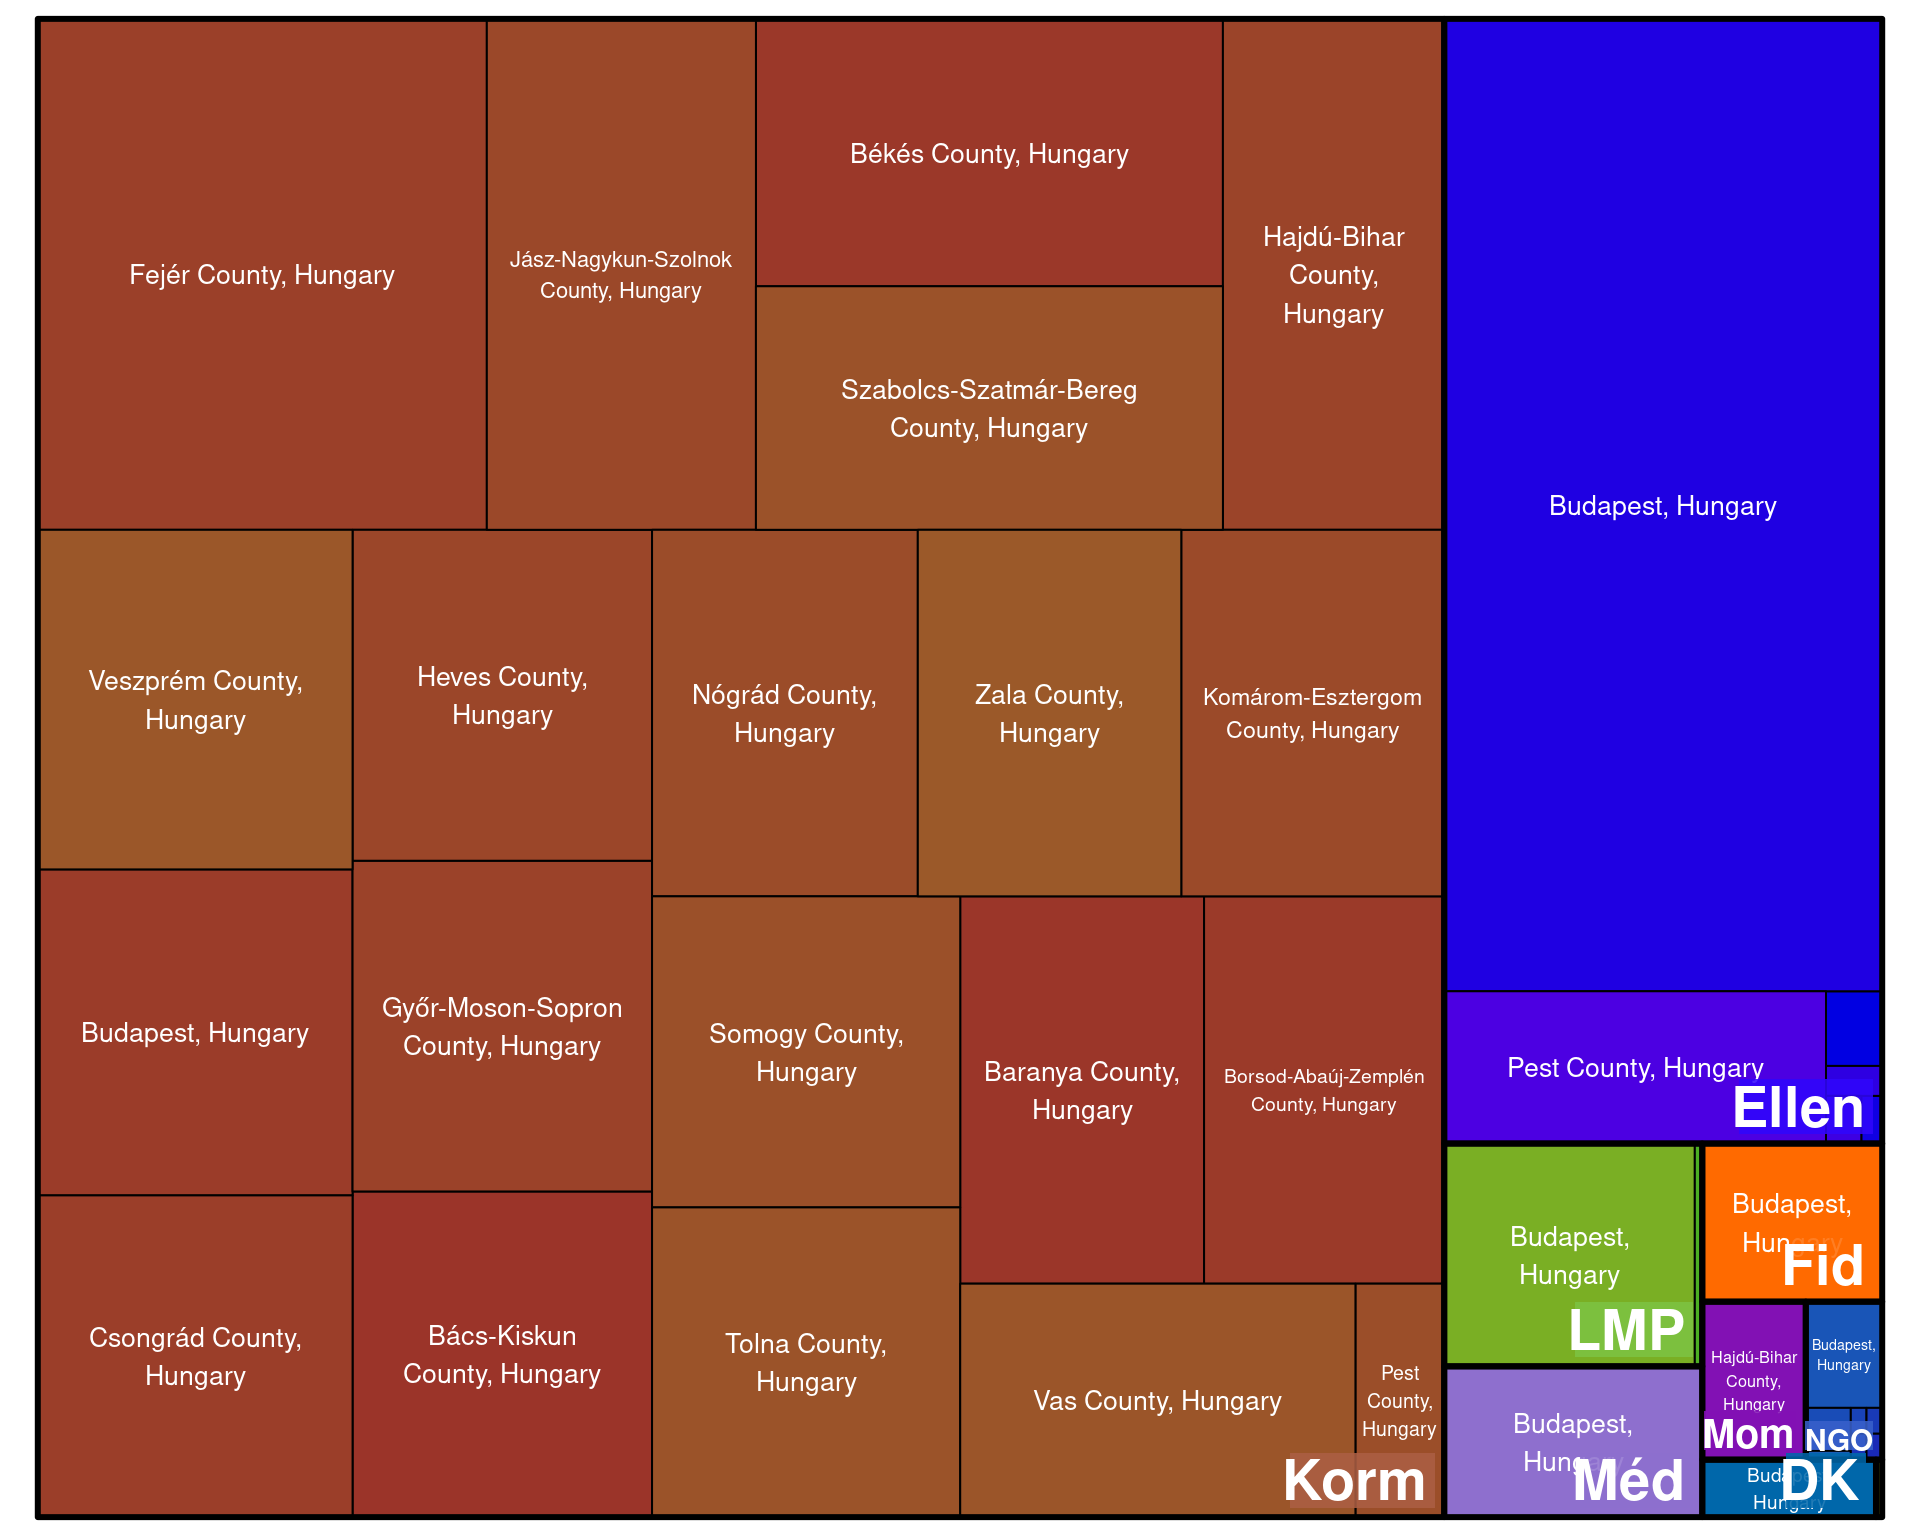 Fejér County, Hungary
Jász-Nagykun-Szolnok
County, Hungary
Békés County, Hungary
Szabolcs-Szatmár-Bereg
County, Hungary
Hajdú-Bihar
County,
Hungary
Veszprém County,
Hungary
Heves County,
Hungary
Nógrád County,
Hungary
Zala County,
Hungary
Komárom-Esztergom
County, Hungary
Budapest, Hungary
Győr-Moson-Sopron
County, Hungary
Somogy County,
Hungary
Baranya County,
Hungary
Borsod-Abaúj-Zemplén
County, Hungary
Csongrád County,
Hungary
Bács-Kiskun
County, Hungary
Tolna County,
Hungary
Vas County, Hungary
Pest
County,
Hungary
Korm
Budapest, Hungary
Pest County, Hungary
Ellen
Budapest,
Hungary
LMP
Budapest,
Hungary
Fid
Budapest,
Hungary
Méd
Hajdú-Bihar
County,
Hungary
Mom
Budapest,
Hungary
NGO
Budapest,
Hungary
DK